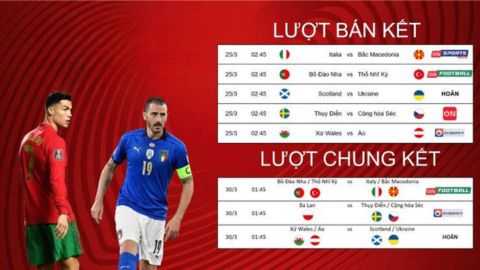 LƯỢT BÁN KẾT
25/3 02:45 Italia vs Bắc Macedonia ON SPORTS
25/3 02:45 Bồ Đào Nha vs Thổ Nhĩ Kỳ ON FOOTBALL
25/3 02:45 Scotland vs Ukraine HOÃN
25/3 02:45 Thụy Điển vs Cộng hòa Séc ON
25/3 02:45 Xứ Wales vs Áo
LƯỢT CHUNG KẾT
30/3 01:45 Bồ Đào Nha / Thổ Nhĩ Kỳ vs Italy / Bắc Macedonia ON FOOTBALL
30/3 01:45 Ba Lan vs Thụy Điển / Cộng hòa Séc
30/3 01:45 Xứ Wales / Áo vs Scotland / Ukraine HOÃN
19